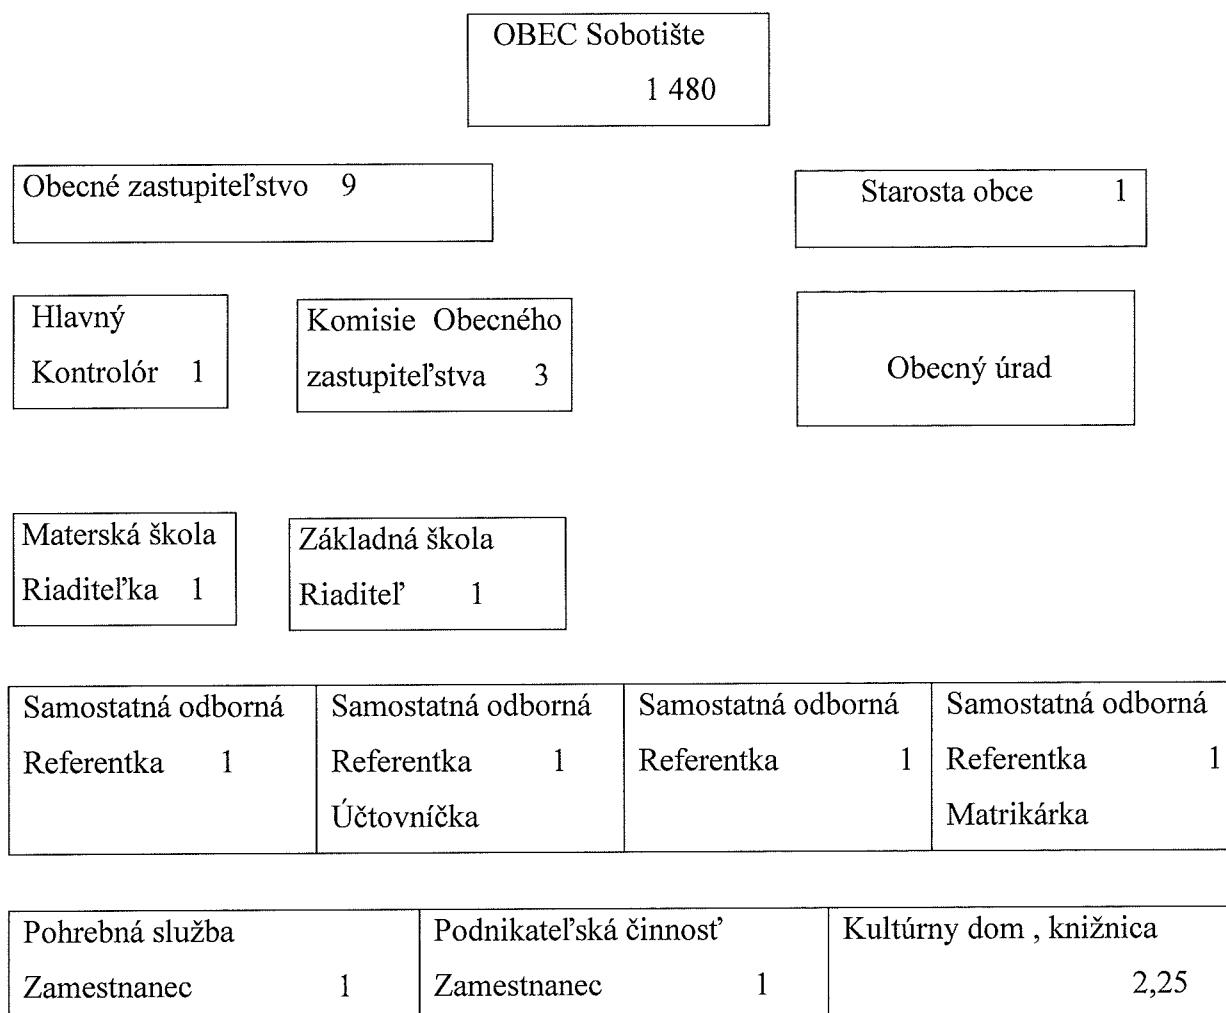 OBEC Sobotište
1 480
Obecné zastupiteľstvo 9
Starosta obce 1
Hlavný
Kontrolór 1
Komisie Obecného
zastupiteľstva 3
Obecný úrad
Materská škola
Riaditeľka 1
Základná škola
Riaditeľ 1
Samostatná odborná
Referentka 1
Samostatná odborná
Referentka 1
Účtovníčka
Samostatná odborná
Referentka 1
Samostatná odborná
Referentka 1
Matrikárka
Pohrebná služba
Zamestnanec 1
Podnikateľská činnosť
Zamestnanec 1
Kultúrny dom , knižnica
2,25